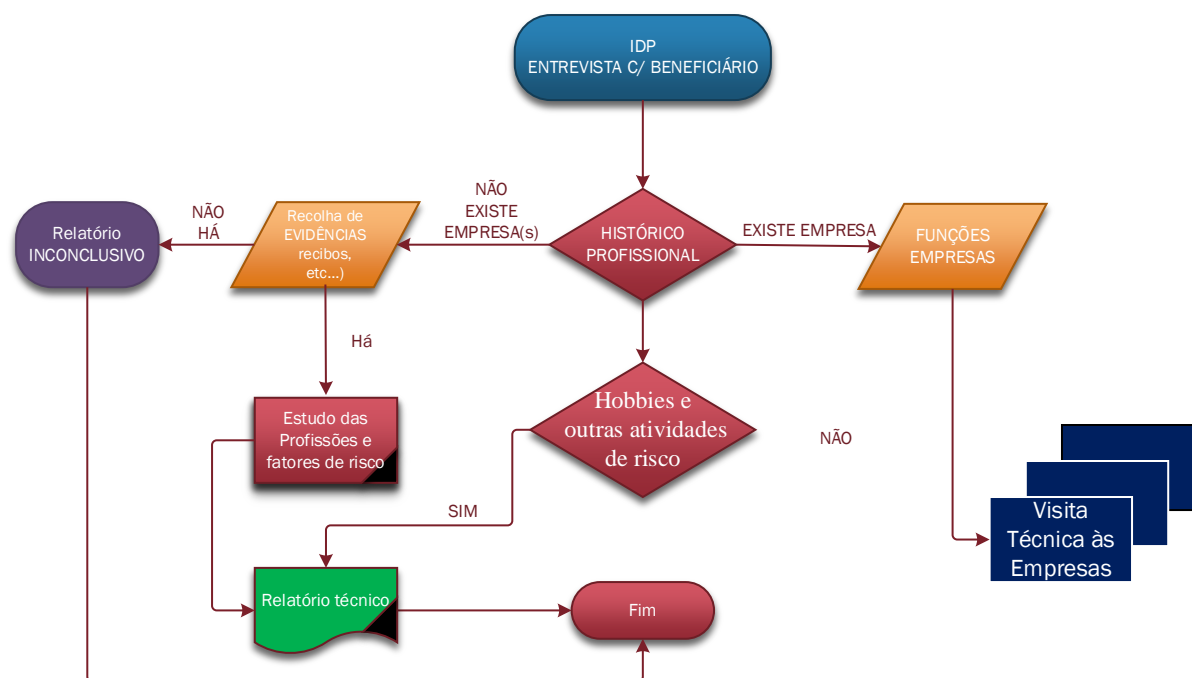 IDP
ENTREVISTA C/ BENEFICIÁRIO
NÃO
EXISTE
EMPRESA(s)
NÃO
HÁ
Relatório
INCONCLUSIVO
Recolha de
EVIDÊNCIAS
recibos,
etc...)
HISTÓRICO
PROFISSIONAL
EXISTE EMPRESA
FUNÇÕES
EMPRESAS
Há
Estudo das
Profissões e
fatores de risco
Hobbies e
outras atividades
de risco
NÃO
SIM
Visita
Técnica às
Empresas
Relatório técnico
Fim